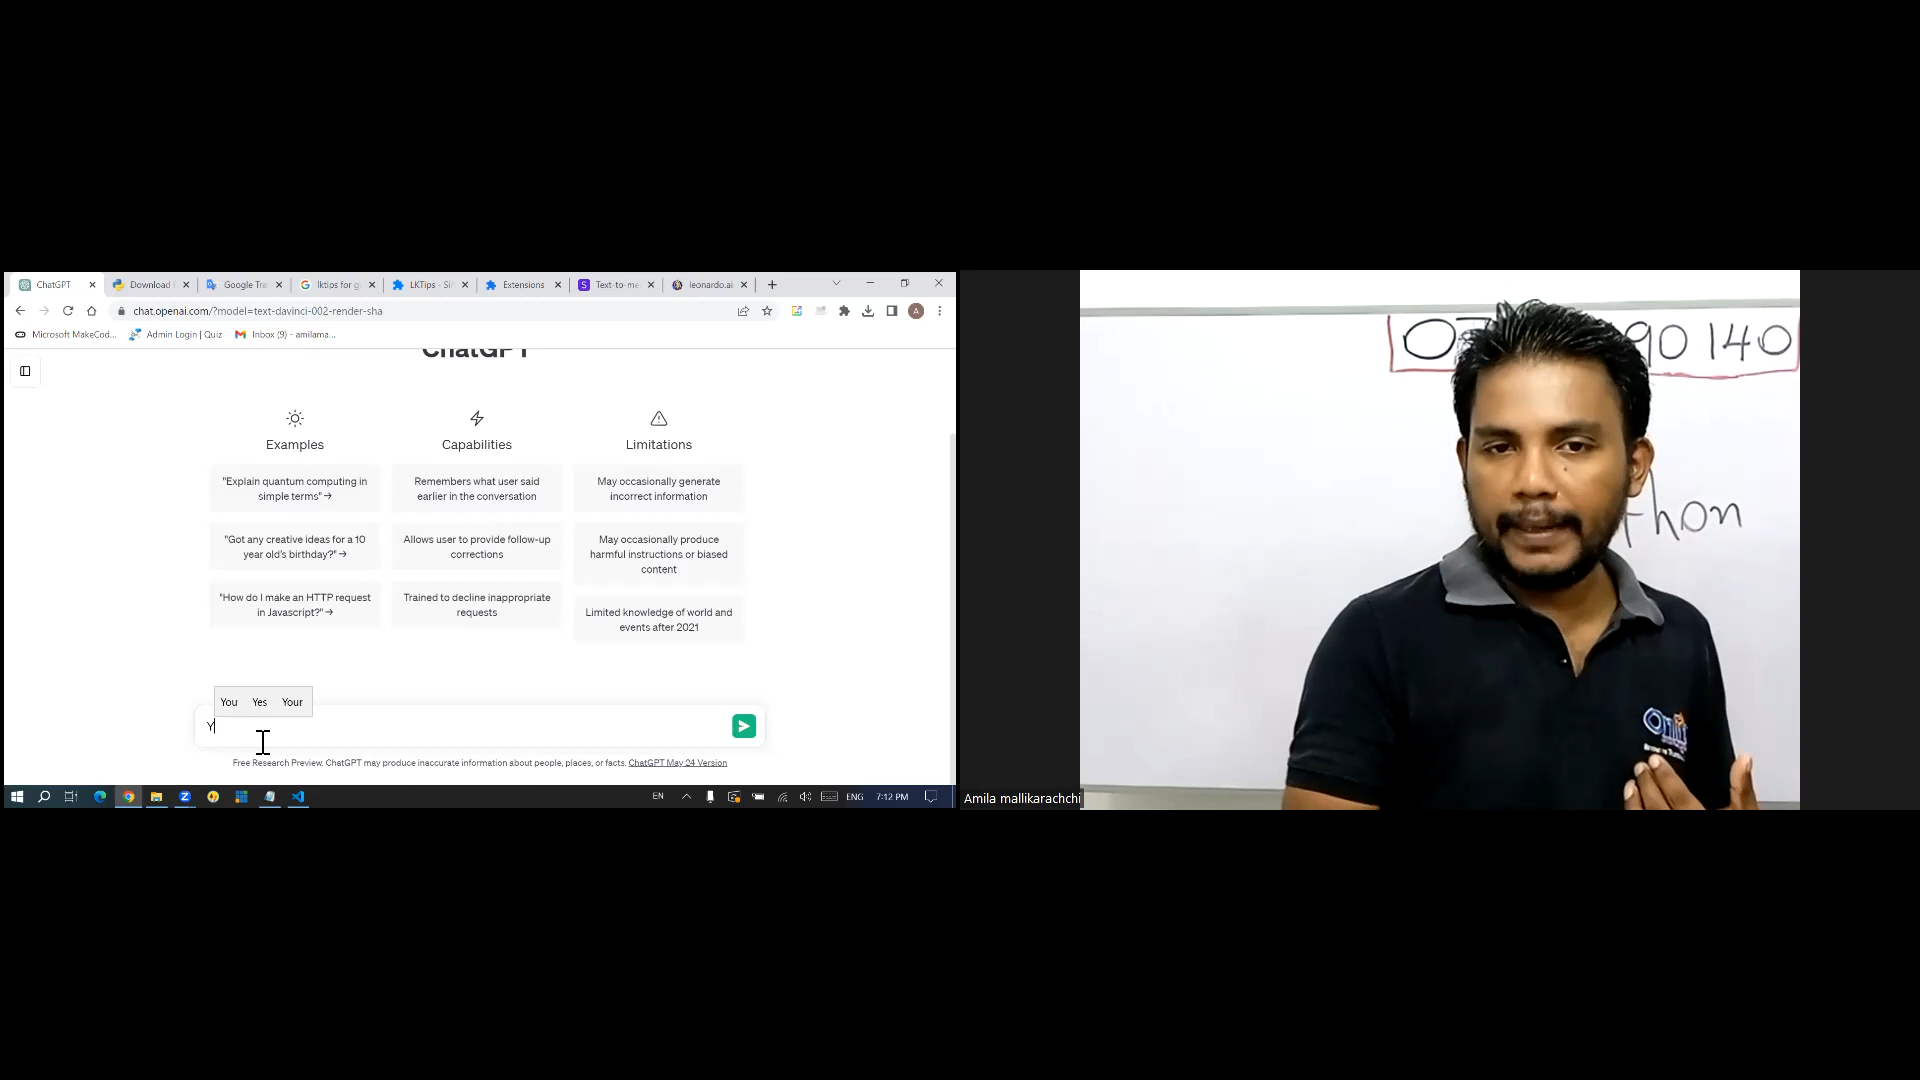 ChatGPT
Download
Google Tra
lktips for g
LKTips - Si
Extensions
Text-to-me
leonardo.ai
chat.openai.com/?model=text-davinci-002-render-sha
A
Microsoft MakeCod...
Admin Login | Quiz
Inbox (9) - amilama...
ChatGPT
Examples
"Explain quantum computing in
simple terms" →
"Got any creative ideas for a 10
year old's birthday?" →
"How do I make an HTTP request
in Javascript?" →
Capabilities
Remembers what user said
earlier in the conversation
Allows user to provide follow-up
corrections
Trained to decline inappropriate
requests
Limitations
May occasionally generate
incorrect information
May occasionally produce
harmful instructions or biased
content
Limited knowledge of world and
events after 2021
You Yes Your
Y
Free Research Preview. ChatGPT may produce inaccurate information about people, places, or facts. ChatGPT May 24 Version
EN
ENG
7:12 PM
07 90 140
thon
Amila mallikarachchi